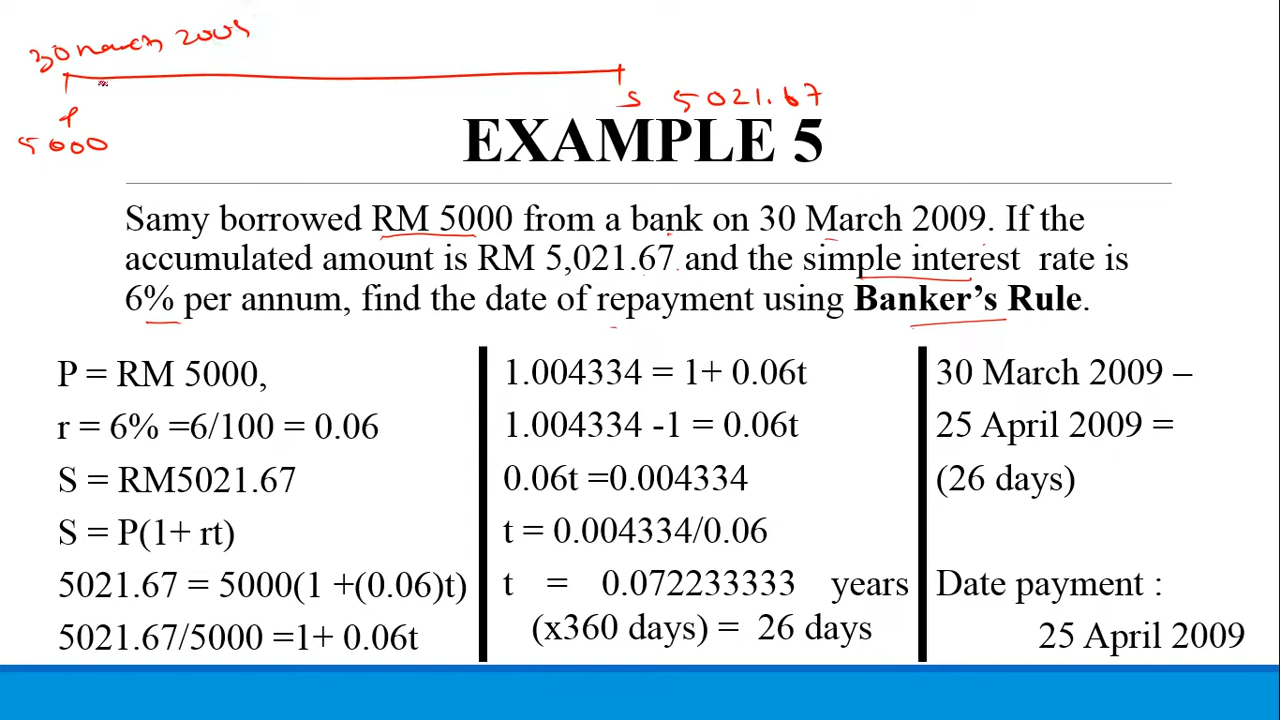 30 March 2009
P
5000
S 5021.67
EXAMPLE 5
Samy borrowed RM 5000 from a bank on 30 March 2009. If the
accumulated amount is RM 5,021.67 and the simple interest rate is
6% per annum, find the date of repayment using Banker’s Rule.
P = RM 5000,
r = 6% =6/100 = 0.06
S = RM5021.67
S = P(1+ rt)
5021.67 = 5000(1 +(0.06)t)
5021.67/5000 =1+ 0.06t
1.004334 = 1+ 0.06t
1.004334 -1 = 0.06t
0.06t =0.004334
t = 0.004334/0.06
t = 0.072233333 years
(x360 days) = 26 days
30 March 2009 –
25 April 2009 =
(26 days)
Date payment :
25 April 2009